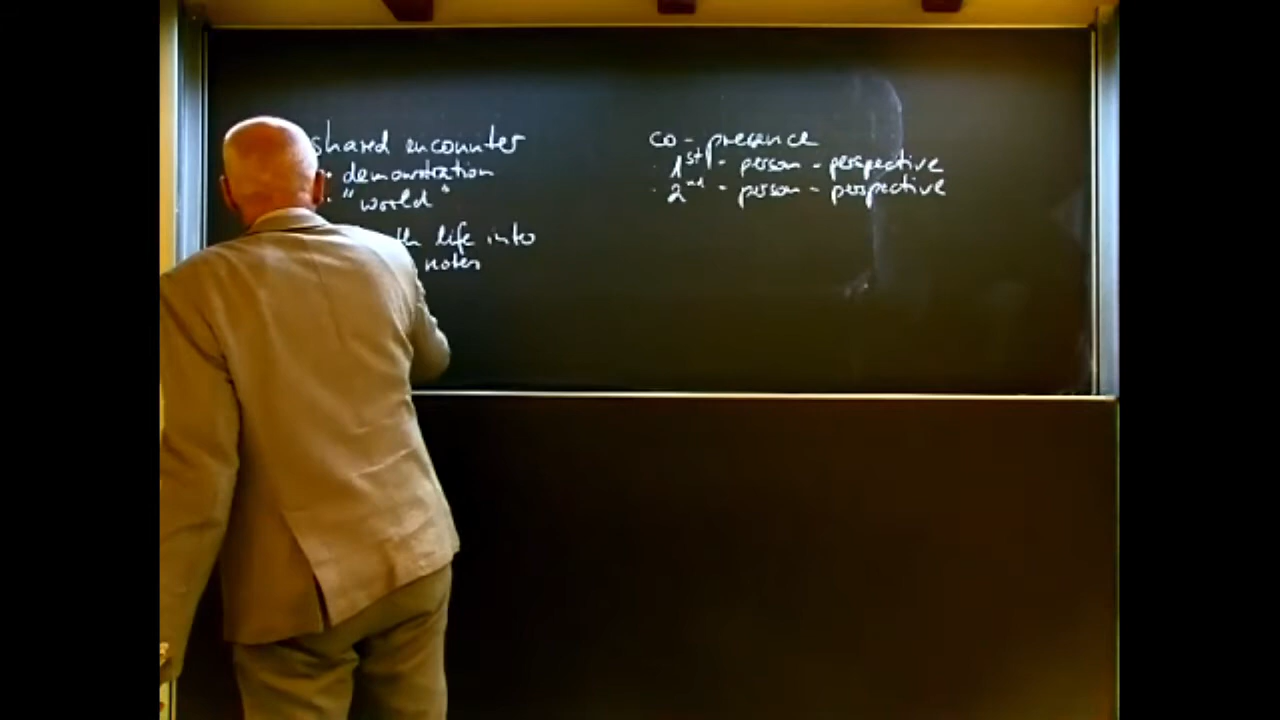 shared encounter
· demonstration
· "world"
life into
notes
co-presence
· 1st-person-perspective
· 2nd-person-perspective